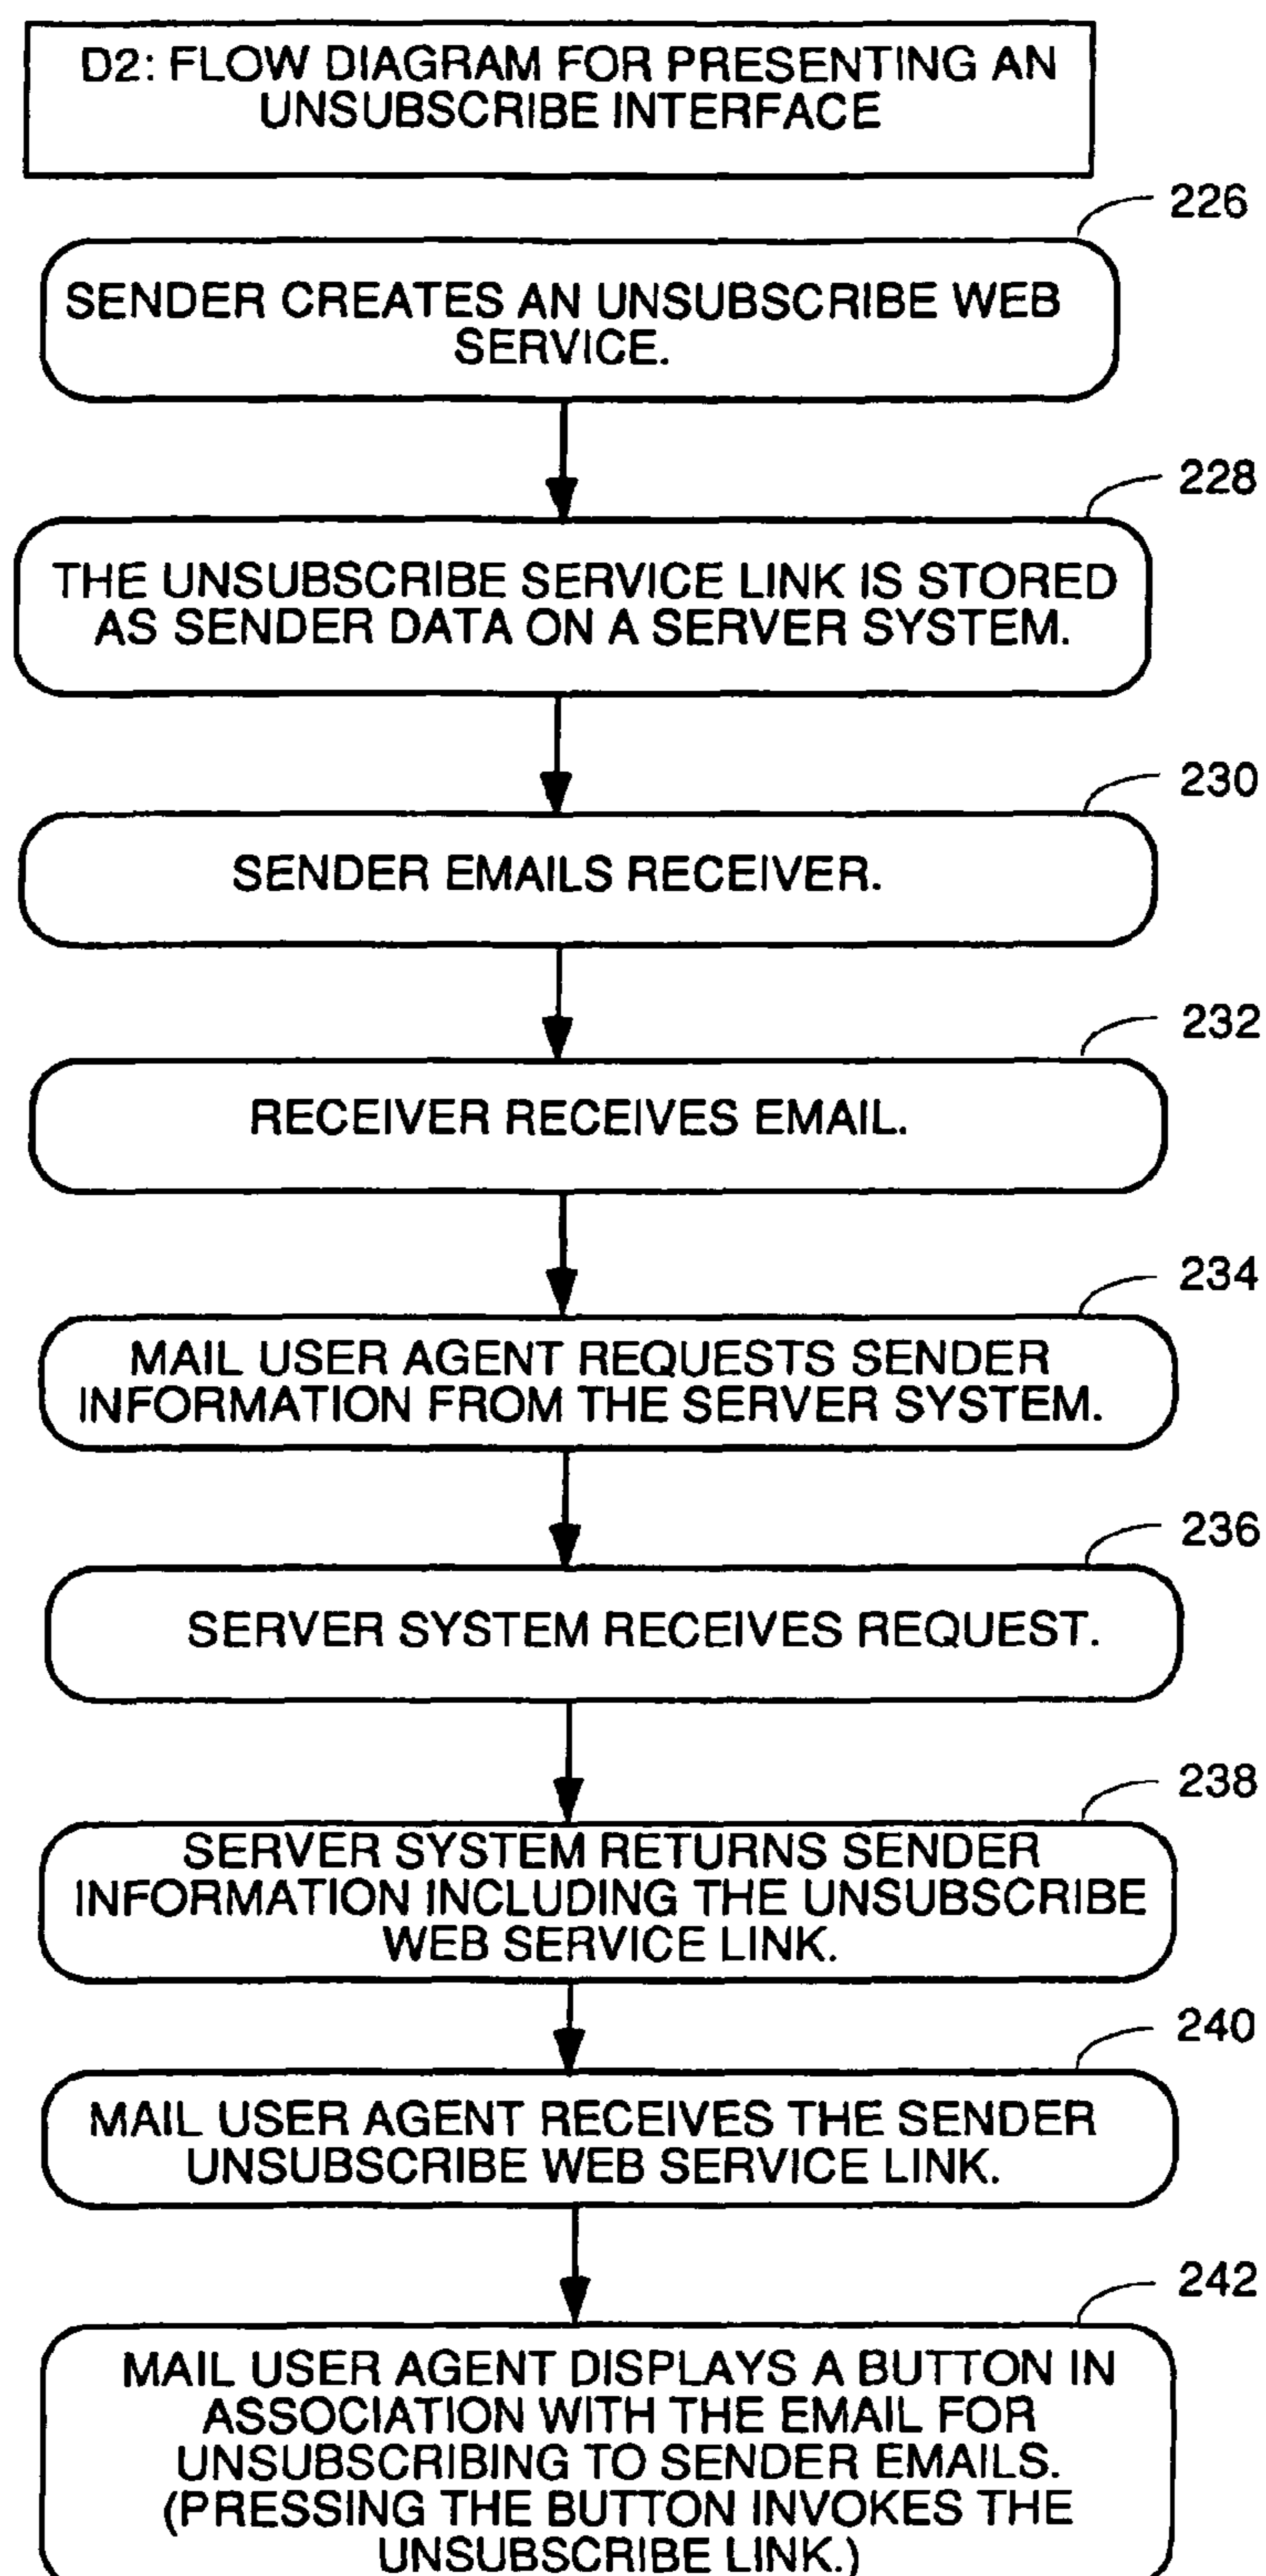 D2: FLOW DIAGRAM FOR PRESENTING AN
UNSUBSCRIBE INTERFACE
226
SENDER CREATES AN UNSUBSCRIBE WEB
SERVICE.
228
THE UNSUBSCRIBE SERVICE LINK IS STORED
AS SENDER DATA ON A SERVER SYSTEM.
230
SENDER EMAILS RECEIVER.
232
RECEIVER RECEIVES EMAIL.
234
MAIL USER AGENT REQUESTS SENDER
INFORMATION FROM THE SERVER SYSTEM.
236
SERVER SYSTEM RECEIVES REQUEST.
238
SERVER SYSTEM RETURNS SENDER
INFORMATION INCLUDING THE UNSUBSCRIBE
WEB SERVICE LINK.
240
MAIL USER AGENT RECEIVES THE SENDER
UNSUBSCRIBE WEB SERVICE LINK.
242
MAIL USER AGENT DISPLAYS A BUTTON IN
ASSOCIATION WITH THE EMAIL FOR
UNSUBSCRIBING TO SENDER EMAILS.
(PRESSING THE BUTTON INVOKES THE
UNSUBSCRIBE LINK.)